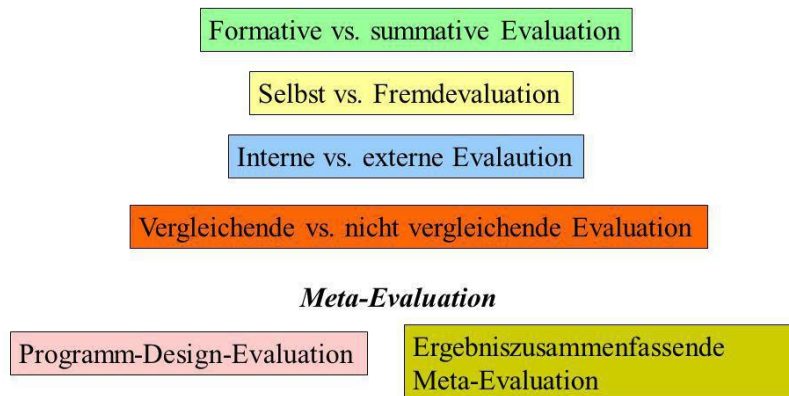 Formative vs. summative Evaluation
Selbst vs. Fremdevaluation
Interne vs. externe Evalaution
Vergleichende vs. nicht vergleichende Evaluation
Meta-Evaluation
Programm-Design-Evaluation
Ergebniszusammenfassende
Meta-Evaluation